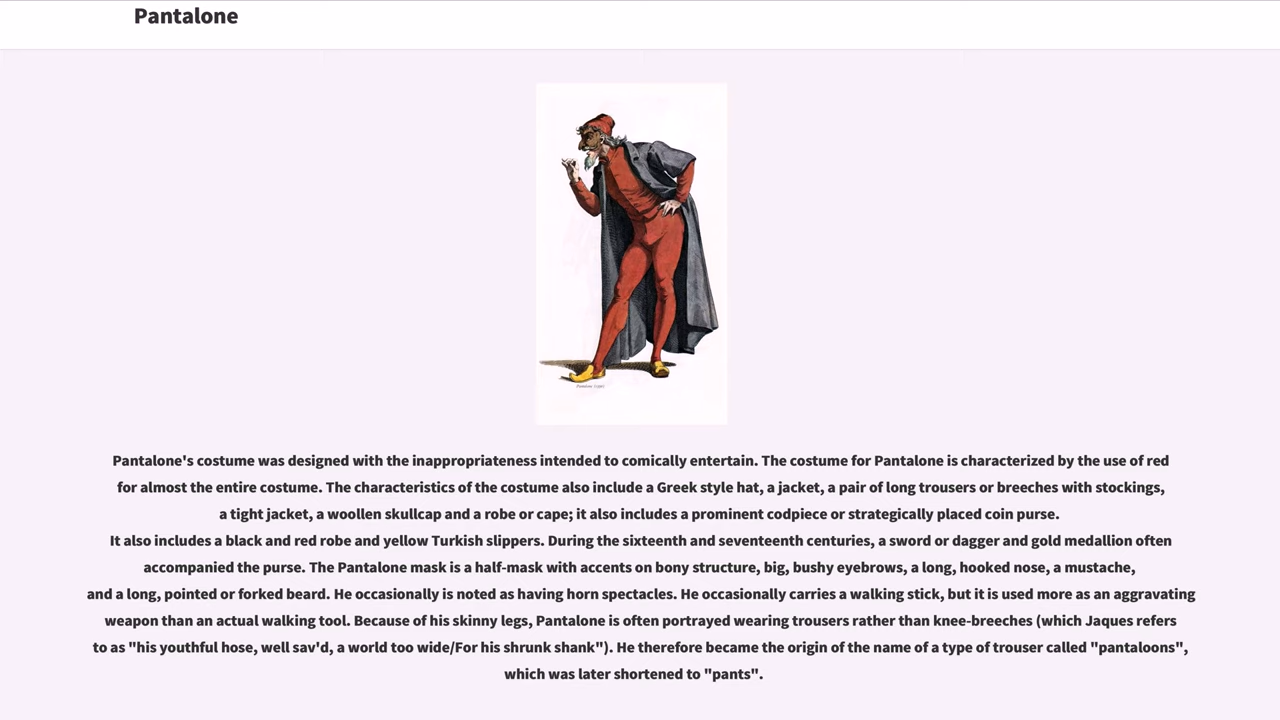 Pantalone
Pantalone's costume was designed with the inappropriateness intended to comically entertain. The costume for Pantalone is characterized by the use of red
for almost the entire costume. The characteristics of the costume also include a Greek style hat, a jacket, a pair of long trousers or breeches with stockings,
a tight jacket, a woollen skullcap and a robe or cape; it also includes a prominent codpiece or strategically placed coin purse.
It also includes a black and red robe and yellow Turkish slippers. During the sixteenth and seventeenth centuries, a sword or dagger and gold medallion often
accompanied the purse. The Pantalone mask is a half-mask with accents on bony structure, big, bushy eyebrows, a long, hooked nose, a mustache,
and a long, pointed or forked beard. He occasionally is noted as having horn spectacles. He occasionally carries a walking stick, but it is used more as an aggravating
weapon than an actual walking tool. Because of his skinny legs, Pantalone is often portrayed wearing trousers rather than knee-breeches (which Jaques refers
to as "his youthful hose, well sav'd, a world too wide/For his shrunk shank"). He therefore became the origin of the name of a type of trouser called "pantaloons",
which was later shortened to "pants".